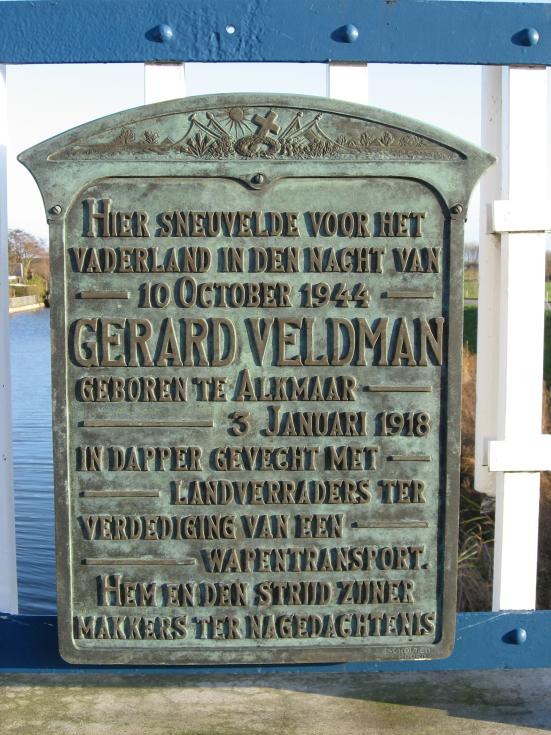 Hier sneuvelde voor het
vaderland in den nacht van
10 October 1944
GERARD VELDMAN
geboren te Alkmaar
3 Januari 1918
in dapper gevecht met
landverraders ter
verdediging van een
wapentransport.
Hem en den strijd zijner
makkers ter nagedachtenis